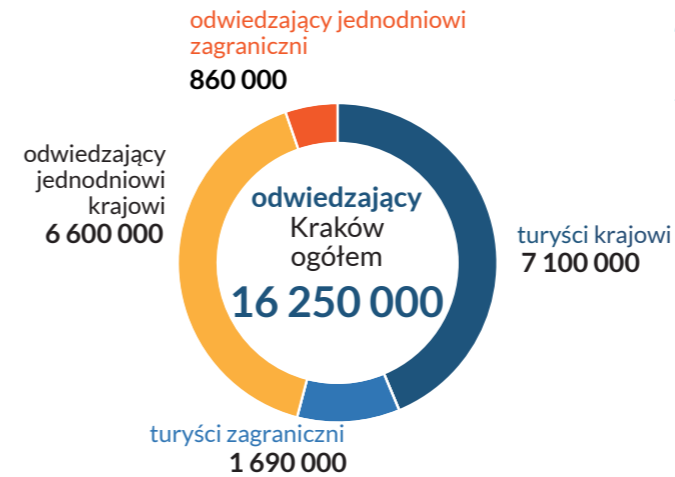 odwiedzający jednodniowi
zagraniczni
860 000
odwiedzający
jednodniowi
krajowi
6 600 000
odwiedzający
Kraków
ogółem
16 250 000
turyści krajowi
7 100 000
turyści zagraniczni
1 690 000